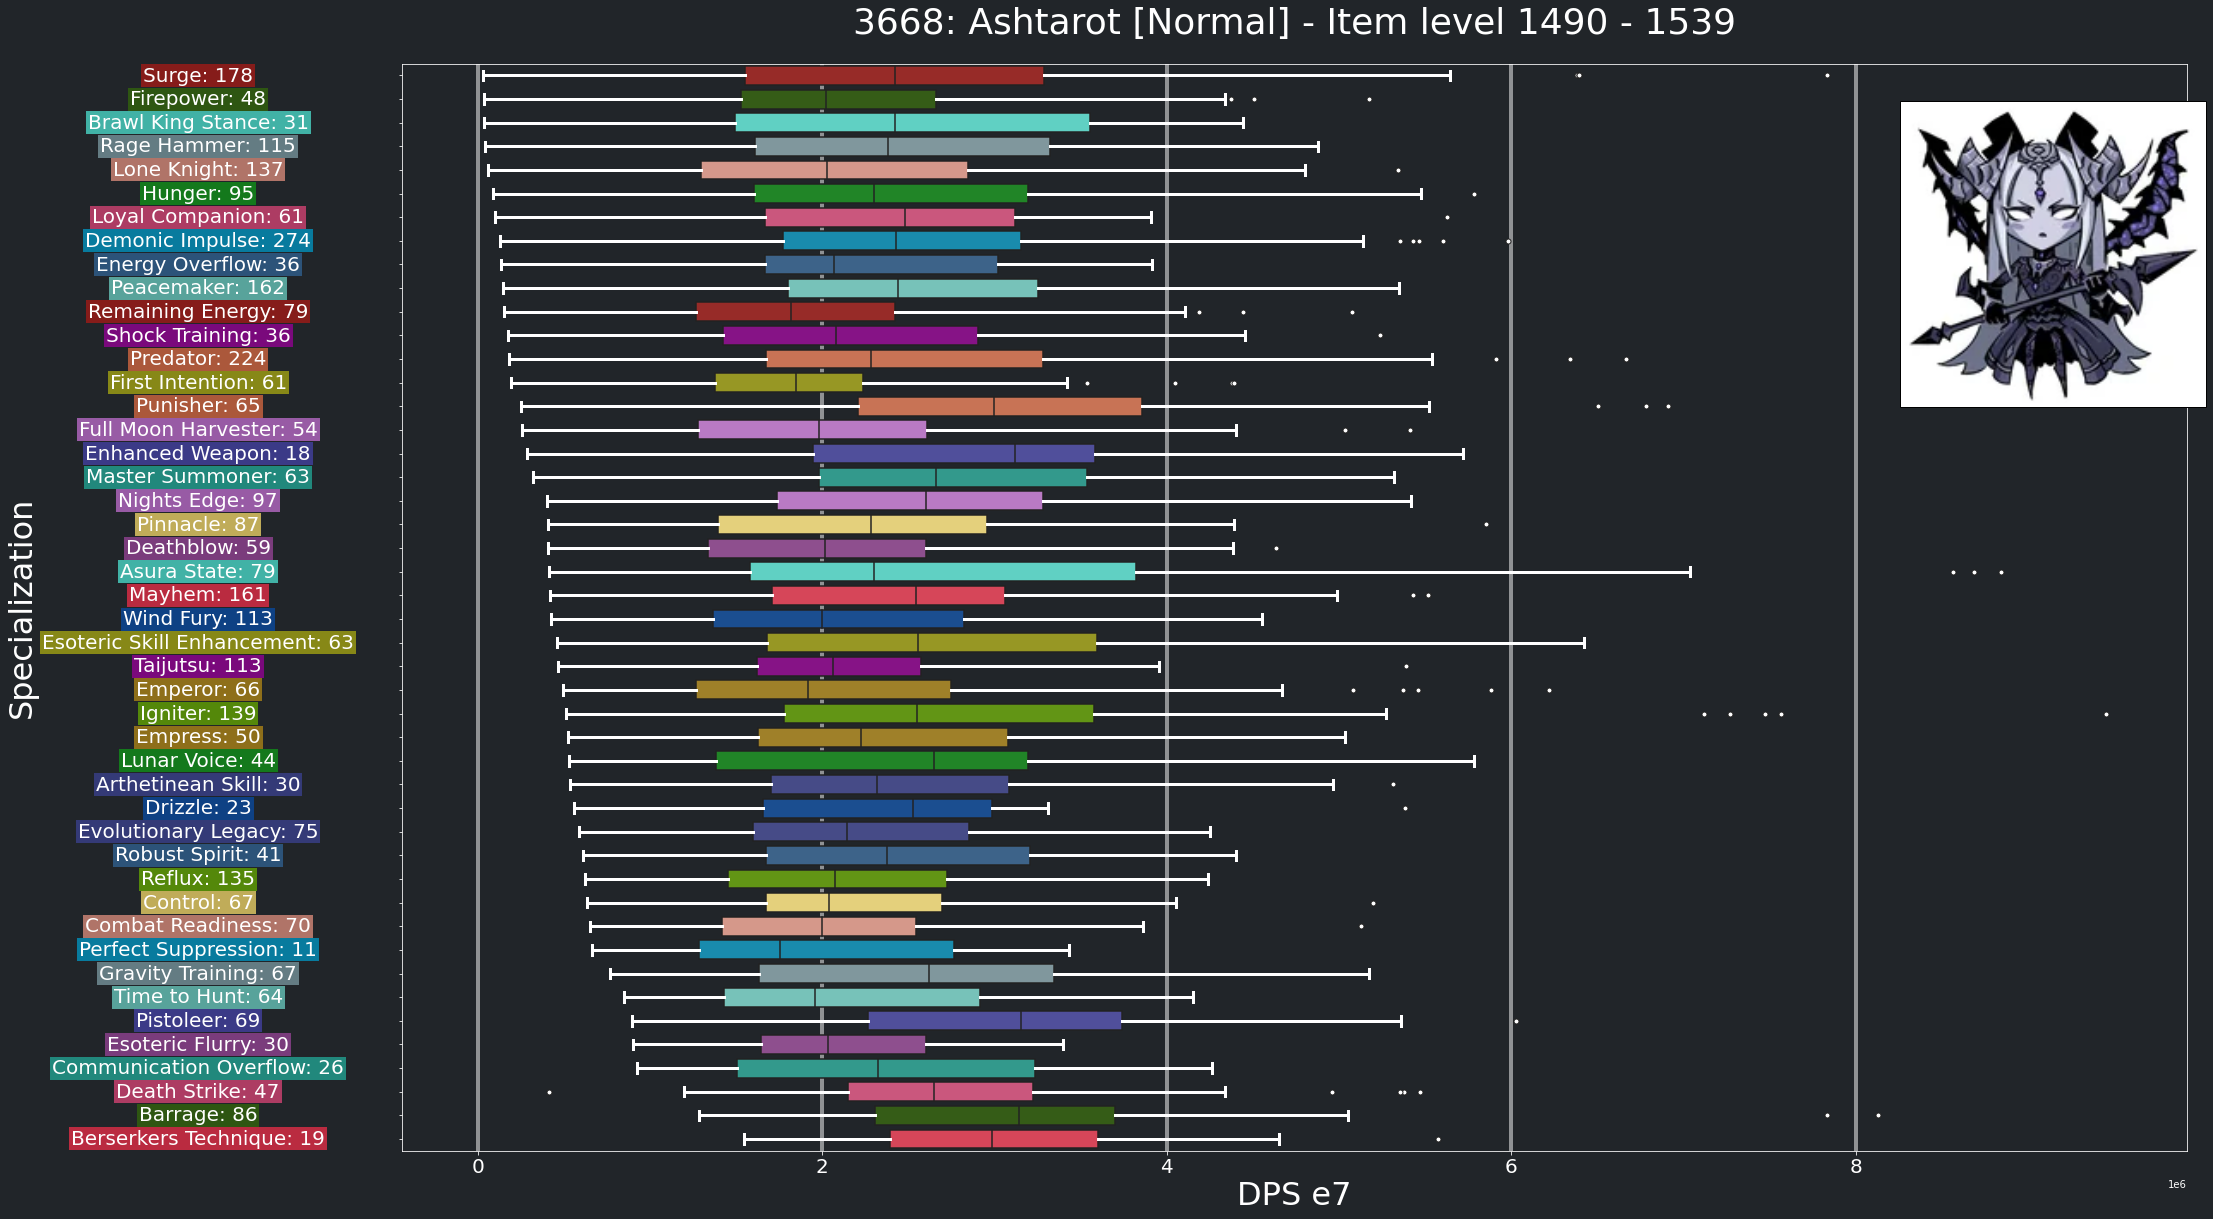 3668: Ashtarot [Normal] - Item level 1490 - 1539
Surge: 178
Firepower: 48
Brawl King Stance: 31
Rage Hammer: 115
Lone Knight: 137
Hunger: 95
Loyal Companion: 61
Demonic Impulse: 274
Energy Overflow: 36
Peacemaker: 162
Remaining Energy: 79
Shock Training: 36
Predator: 224
First Intention: 61
Punisher: 65
Full Moon Harvester: 54
Enhanced Weapon: 18
Master Summoner: 63
Nights Edge: 97
Pinnacle: 87
Deathblow: 59
Asura State: 79
Mayhem: 161
Wind Fury: 113
Esoteric Skill Enhancement: 63
Taijutsu: 113
Emperor: 66
Igniter: 139
Empress: 50
Lunar Voice: 44
Arthetinean Skill: 30
Drizzle: 23
Evolutionary Legacy: 75
Robust Spirit: 41
Reflux: 135
Control: 67
Combat Readiness: 70
Perfect Suppression: 11
Gravity Training: 67
Time to Hunt: 64
Pistoleer: 69
Esoteric Flurry: 30
Communication Overflow: 26
Death Strike: 47
Barrage: 86
Berserkers Technique: 19
Specialization
0 2 4 6 8
1e6
DPS e7